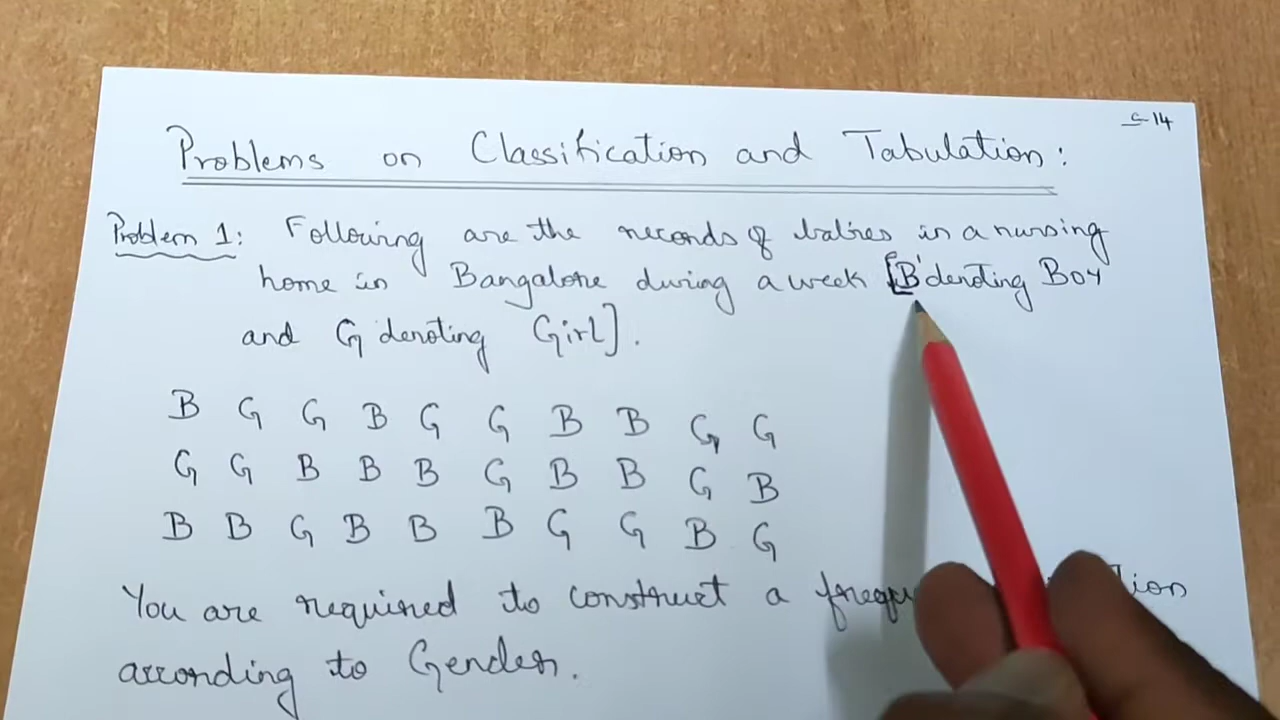 S-14
Problems on Classification and Tabulation:
Problem 1: Following are the records of babies in a nursing
home in Bangalore during a week [B' denoting Boy
and G denoting Girl].
B G G B G G B B G G
G G B B B G B B G B
B B G B B B G G B G
You are required to construct a
according to Gender.